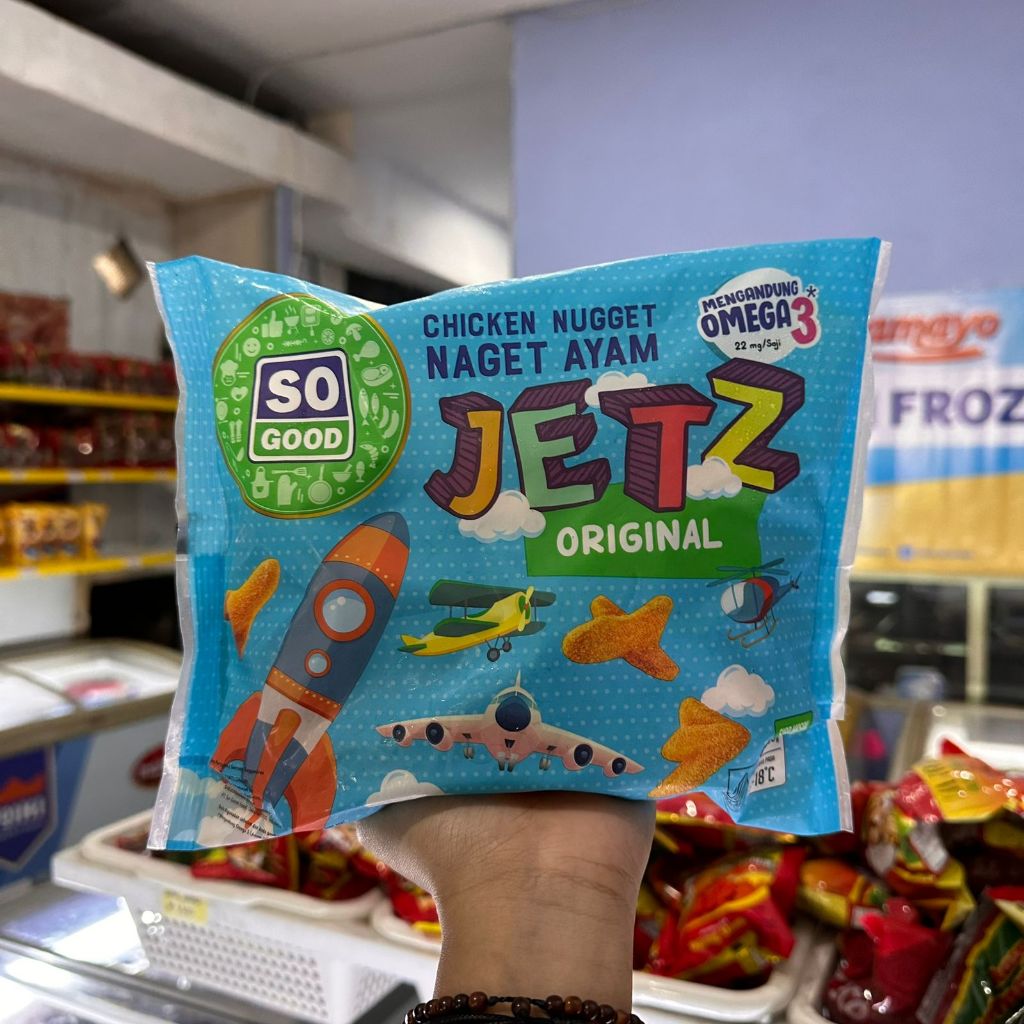 SO
GOOD
CHICKEN NUGGET
NAGET AYAM
JETZ
ORIGINAL
MENGANDUNG
OMEGA 3*
22 mg/Saji
-18°C
FROZ